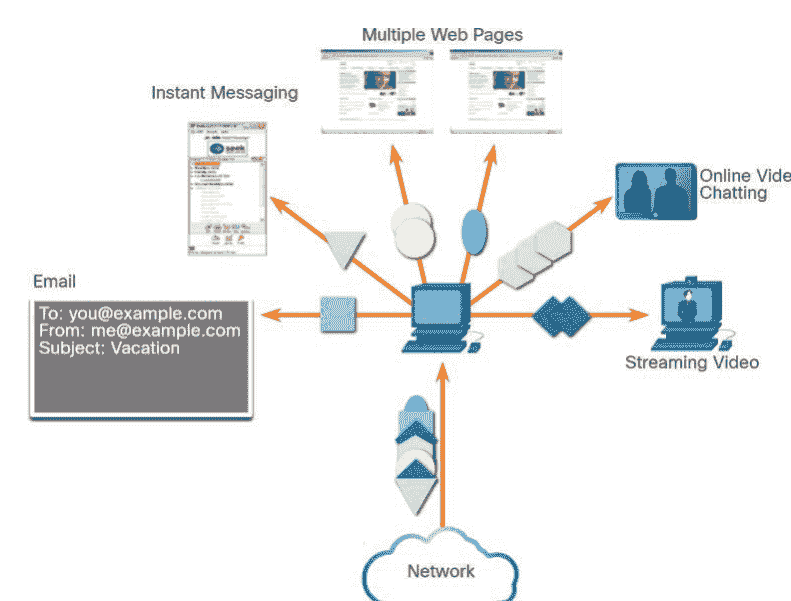 Multiple Web Pages
Instant Messaging
Online Vide
Chatting
Email
To: you@example.com
From: me@example.com
Subject: Vacation
Streaming Video
Network